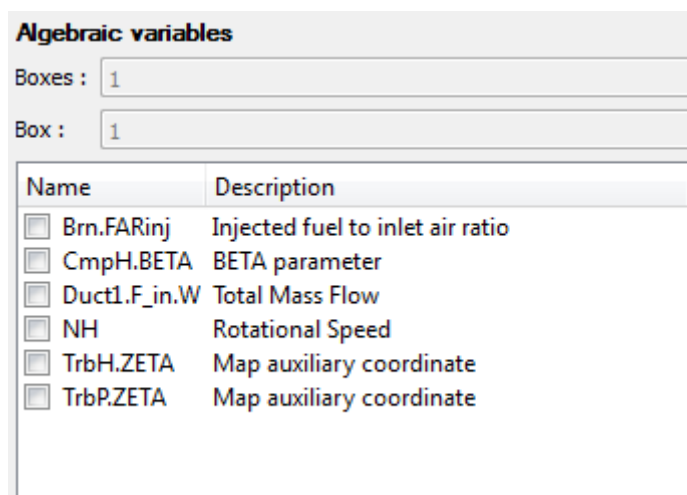 Algebraic variables
Boxes : 1
Box : 1
Name Description
Brn.FARinj Injected fuel to inlet air ratio
CmpH.BETA BETA parameter
Duct1.F_in.W Total Mass Flow
NH Rotational Speed
TrbH.ZETA Map auxiliary coordinate
TrbP.ZETA Map auxiliary coordinate